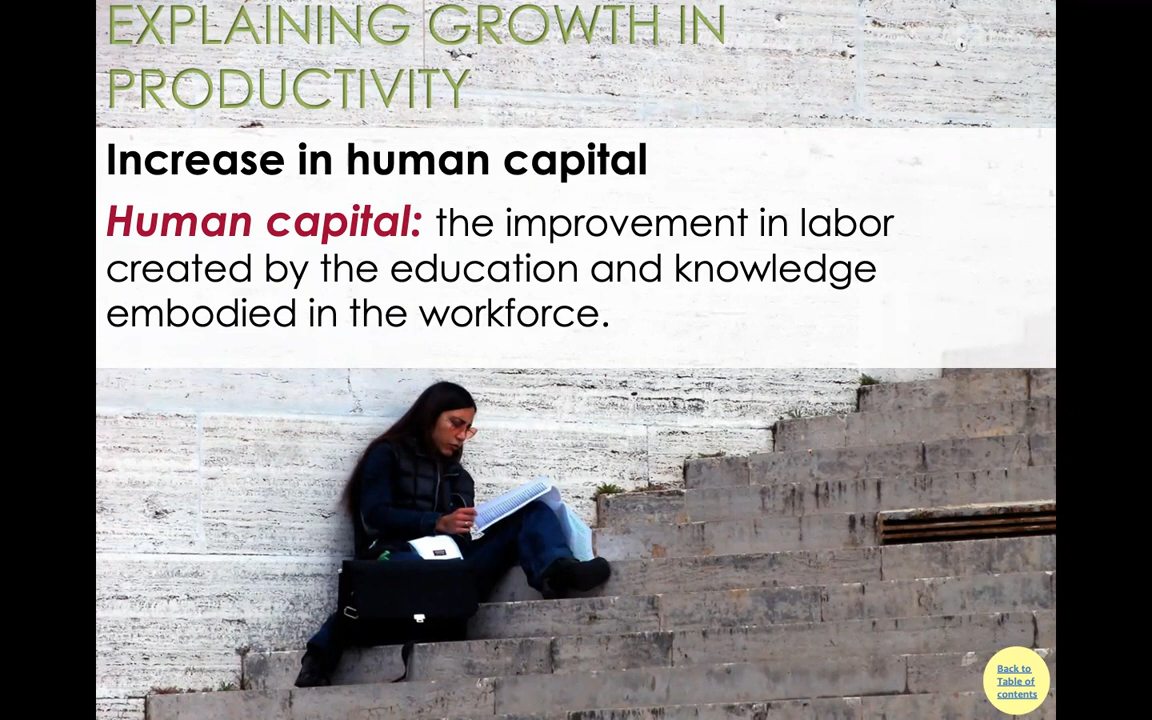 EXPLAINING GROWTH IN
PRODUCTIVITY
Increase in human capital
Human capital: the improvement in labor
created by the education and knowledge
embodied in the workforce.
Back to
Table of
contents